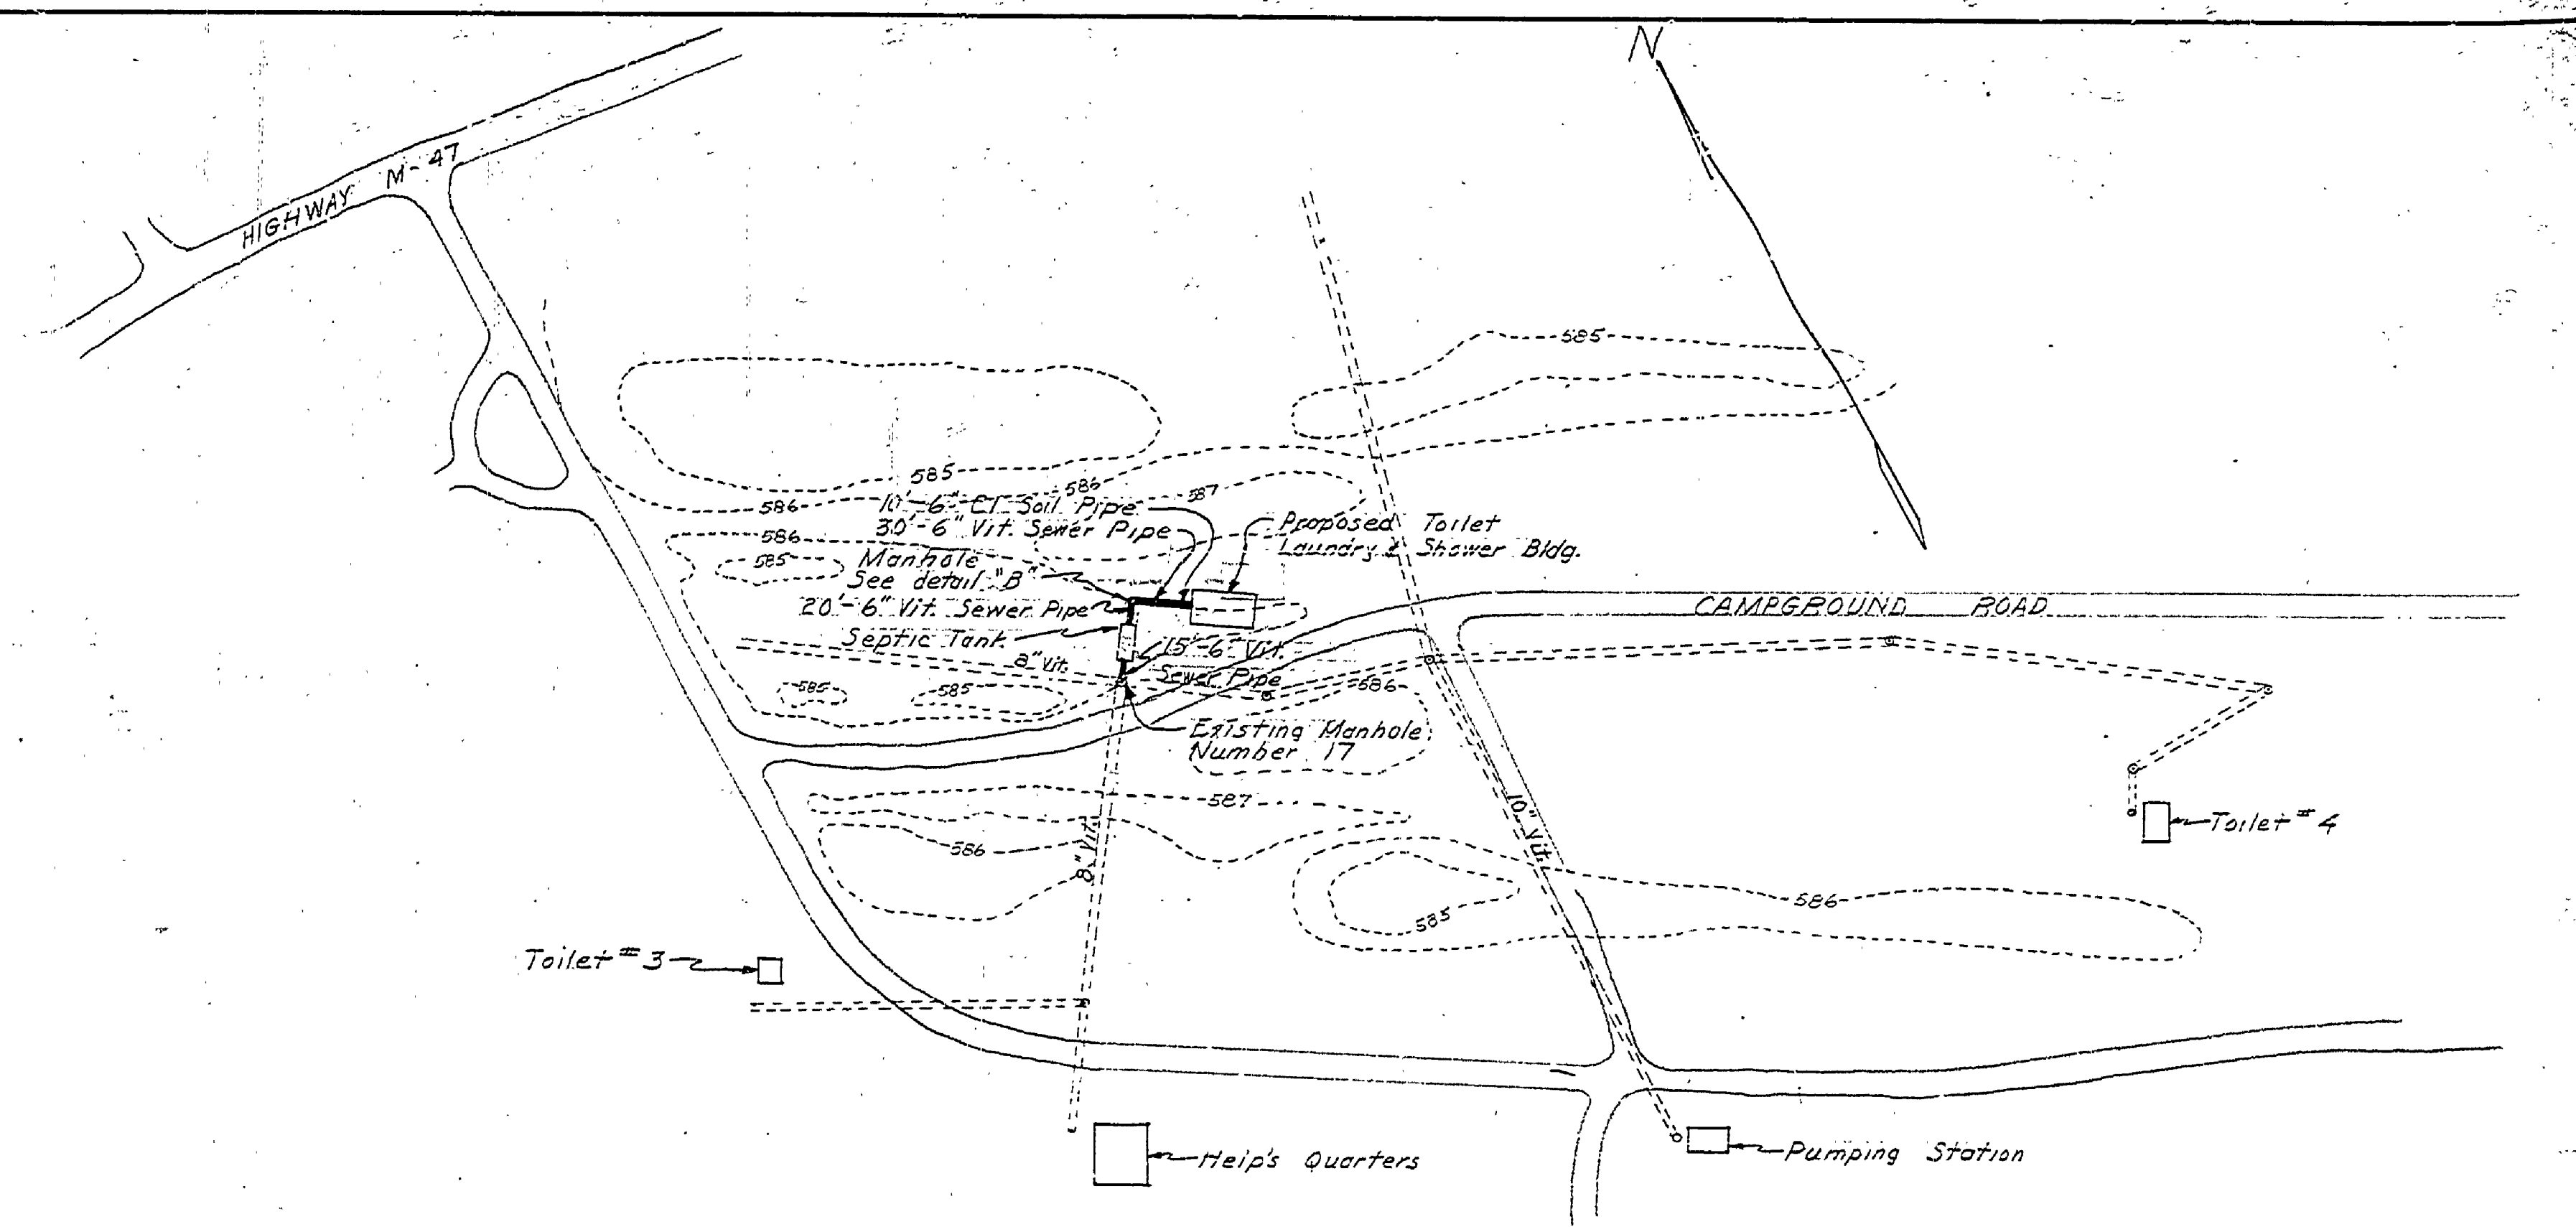 N
HIGHWAY M-47
585
585
586
586
587
10'-6" C.I. Soil Pipe
30'-6" Vit. Sewer Pipe
Proposed Toilet
Laundry & Shower Bldg.
586
585
Manhole
See detail "B"
20'-6" Vit. Sewer Pipe
CAMPGROUND ROAD
Septic Tank
8" Vit.
15'-6" Vit.
Sewer Pipe
585
585
586
Existing Manhole
Number 17
587
10" Vit.
Toilet #4
586
8" Vit.
586
585
Toilet #3
Help's Quarters
Pumping Station